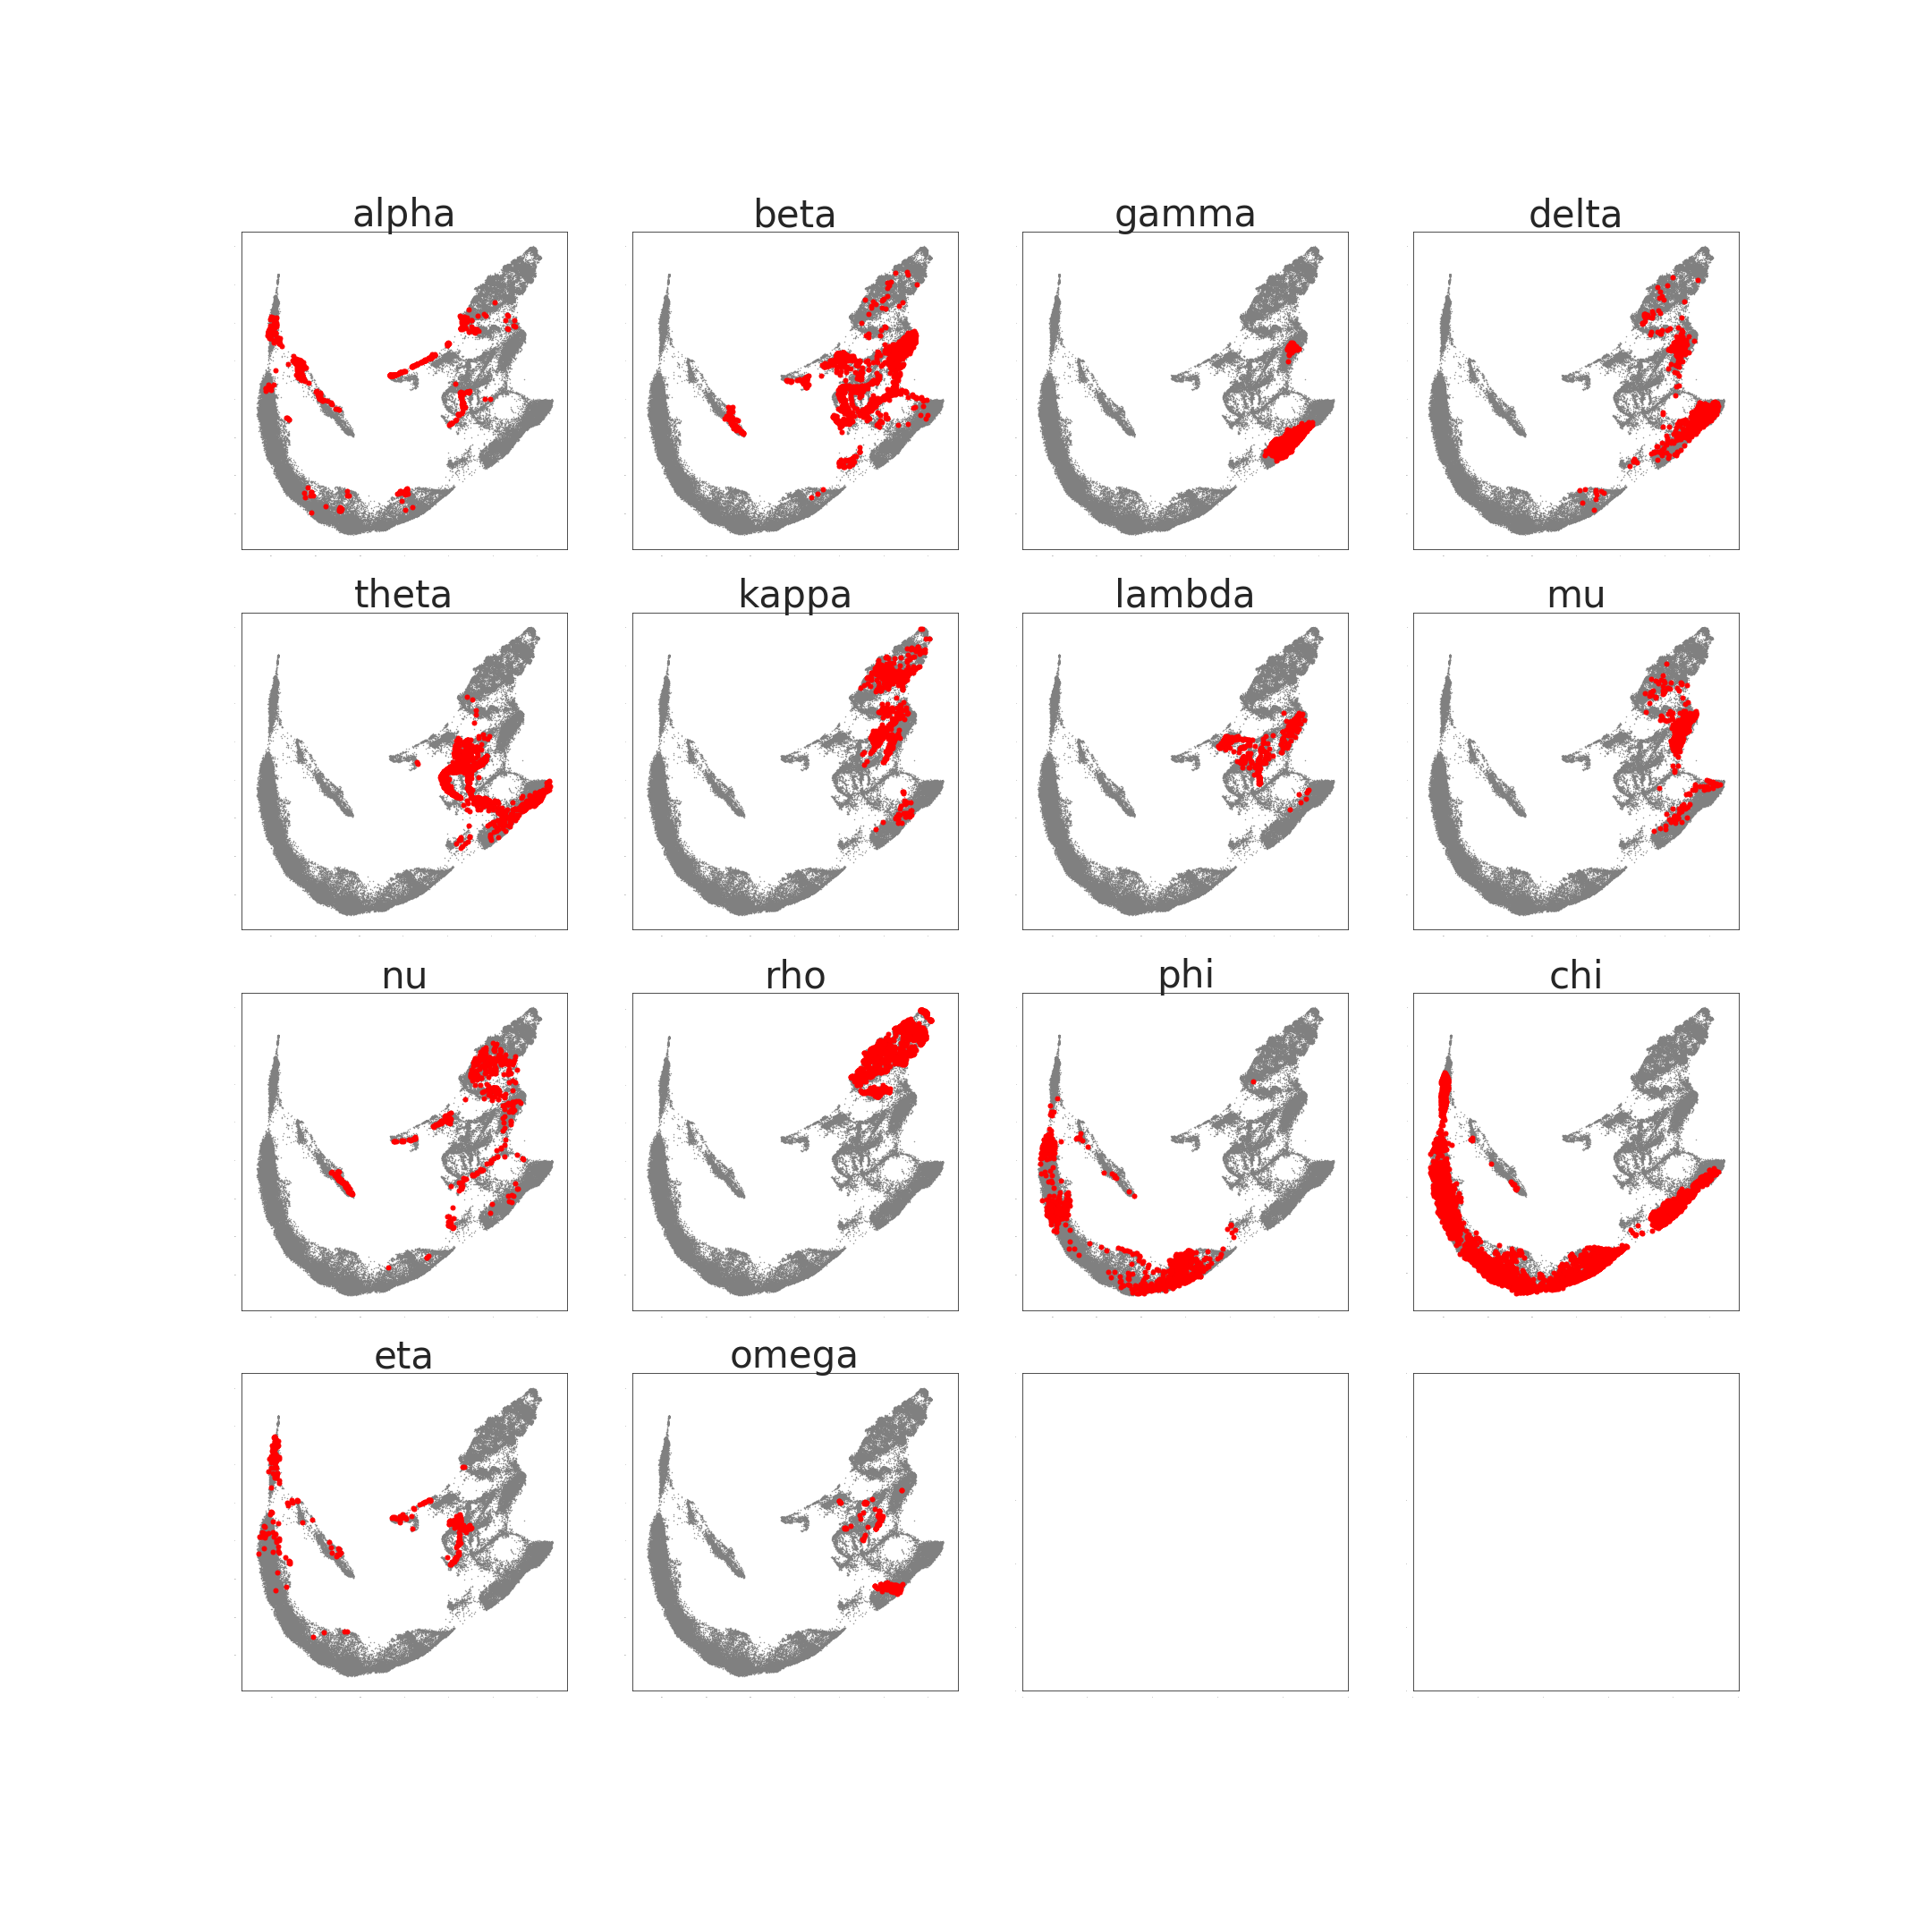 alpha
beta
gamma
delta
theta
kappa
lambda
mu
nu
rho
phi
chi
eta
omega